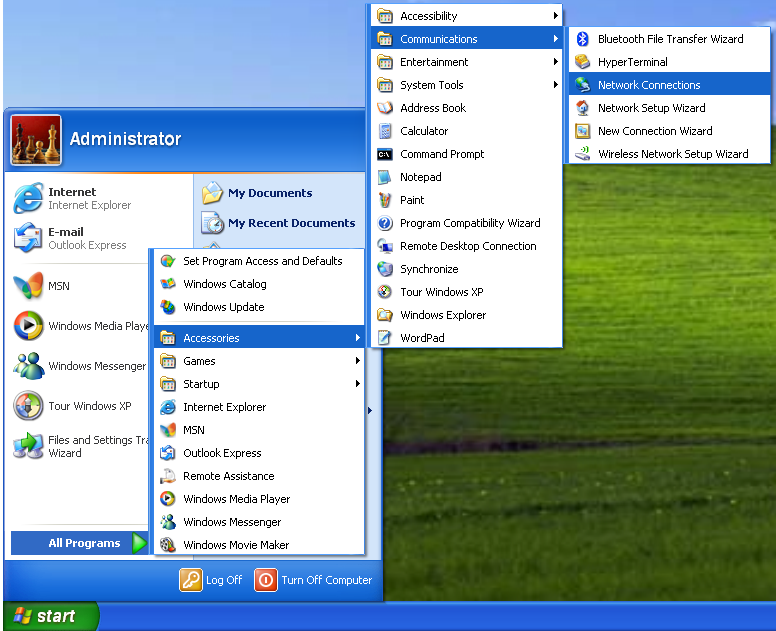 Administrator
Internet
Internet Explorer
E-mail
Outlook Express
MSN
Windows Media Playe
Windows Messenger
Tour Windows XP
Files and Settings Tra
Wizard
All Programs
My Documents
My Recent Documents
Log Off
Turn Off Computer
start
Set Program Access and Defaults
Windows Catalog
Windows Update
Accessories
Games
Startup
Internet Explorer
MSN
Outlook Express
Remote Assistance
Windows Media Player
Windows Messenger
Windows Movie Maker
Accessibility
Communications
Entertainment
System Tools
Address Book
Calculator
C:\
Command Prompt
Notepad
Paint
Program Compatibility Wizard
Remote Desktop Connection
Synchronize
Tour Windows XP
Windows Explorer
WordPad
Bluetooth File Transfer Wizard
HyperTerminal
Network Connections
Network Setup Wizard
New Connection Wizard
Wireless Network Setup Wizard